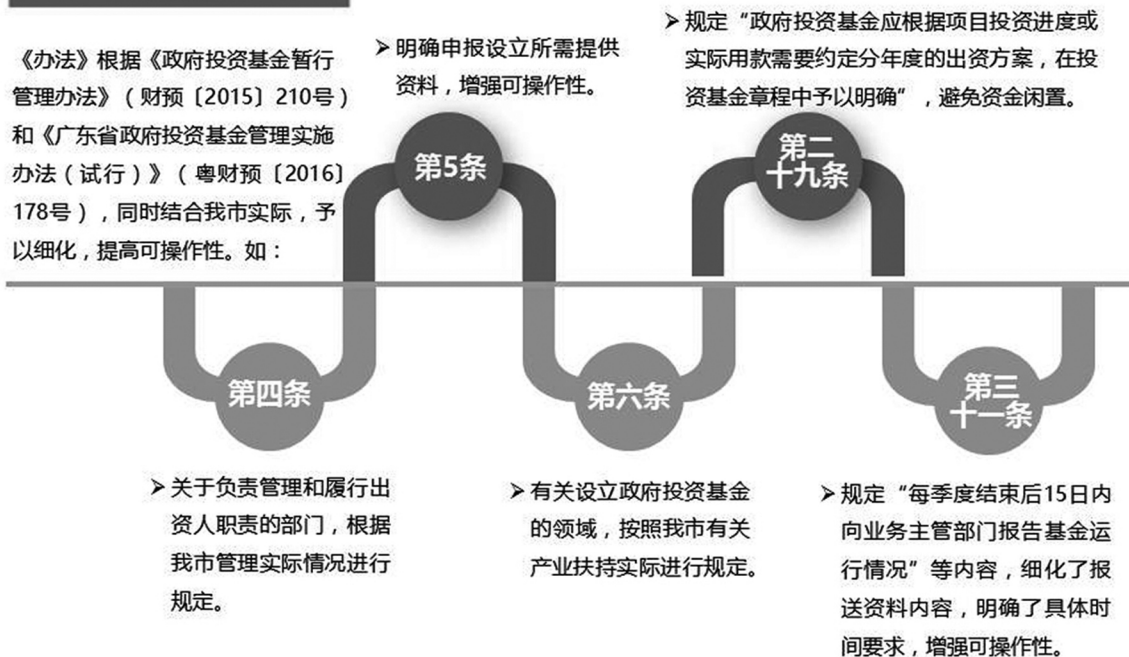 《办法》根据《政府投资基金暂行
管理办法》（财预〔2015〕210号）
和《广东省政府投资基金管理实施
办法（试行）》（粤财预〔2016〕
178号），同时结合我市实际，予
以细化，提高可操作性。如：
➢ 明确申报设立所需提供
资料，增强可操作性。
➢ 规定“政府投资基金应根据项目投资进度或
实际用款需要约定分年度的出资方案，在投
资基金章程中予以明确”，避免资金闲置。
第5条
第二
十九条
第四条
第六条
第三
十一条
➢ 关于负责管理和履行出
资人职责的部门，根据
我市管理实际情况进行
规定。
➢ 有关设立政府投资基金
的领域，按照我市有关
产业扶持实际进行规定。
➢ 规定“每季度结束后15日内
向业务主管部门报告基金运
行情况”等内容，细化了报
送资料内容，明确了具体时
间要求，增强可操作性。